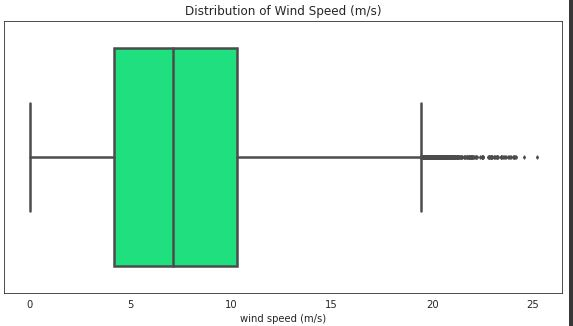 Distribution of Wind Speed (m/s)
0 5 10 15 20 25
wind speed (m/s)